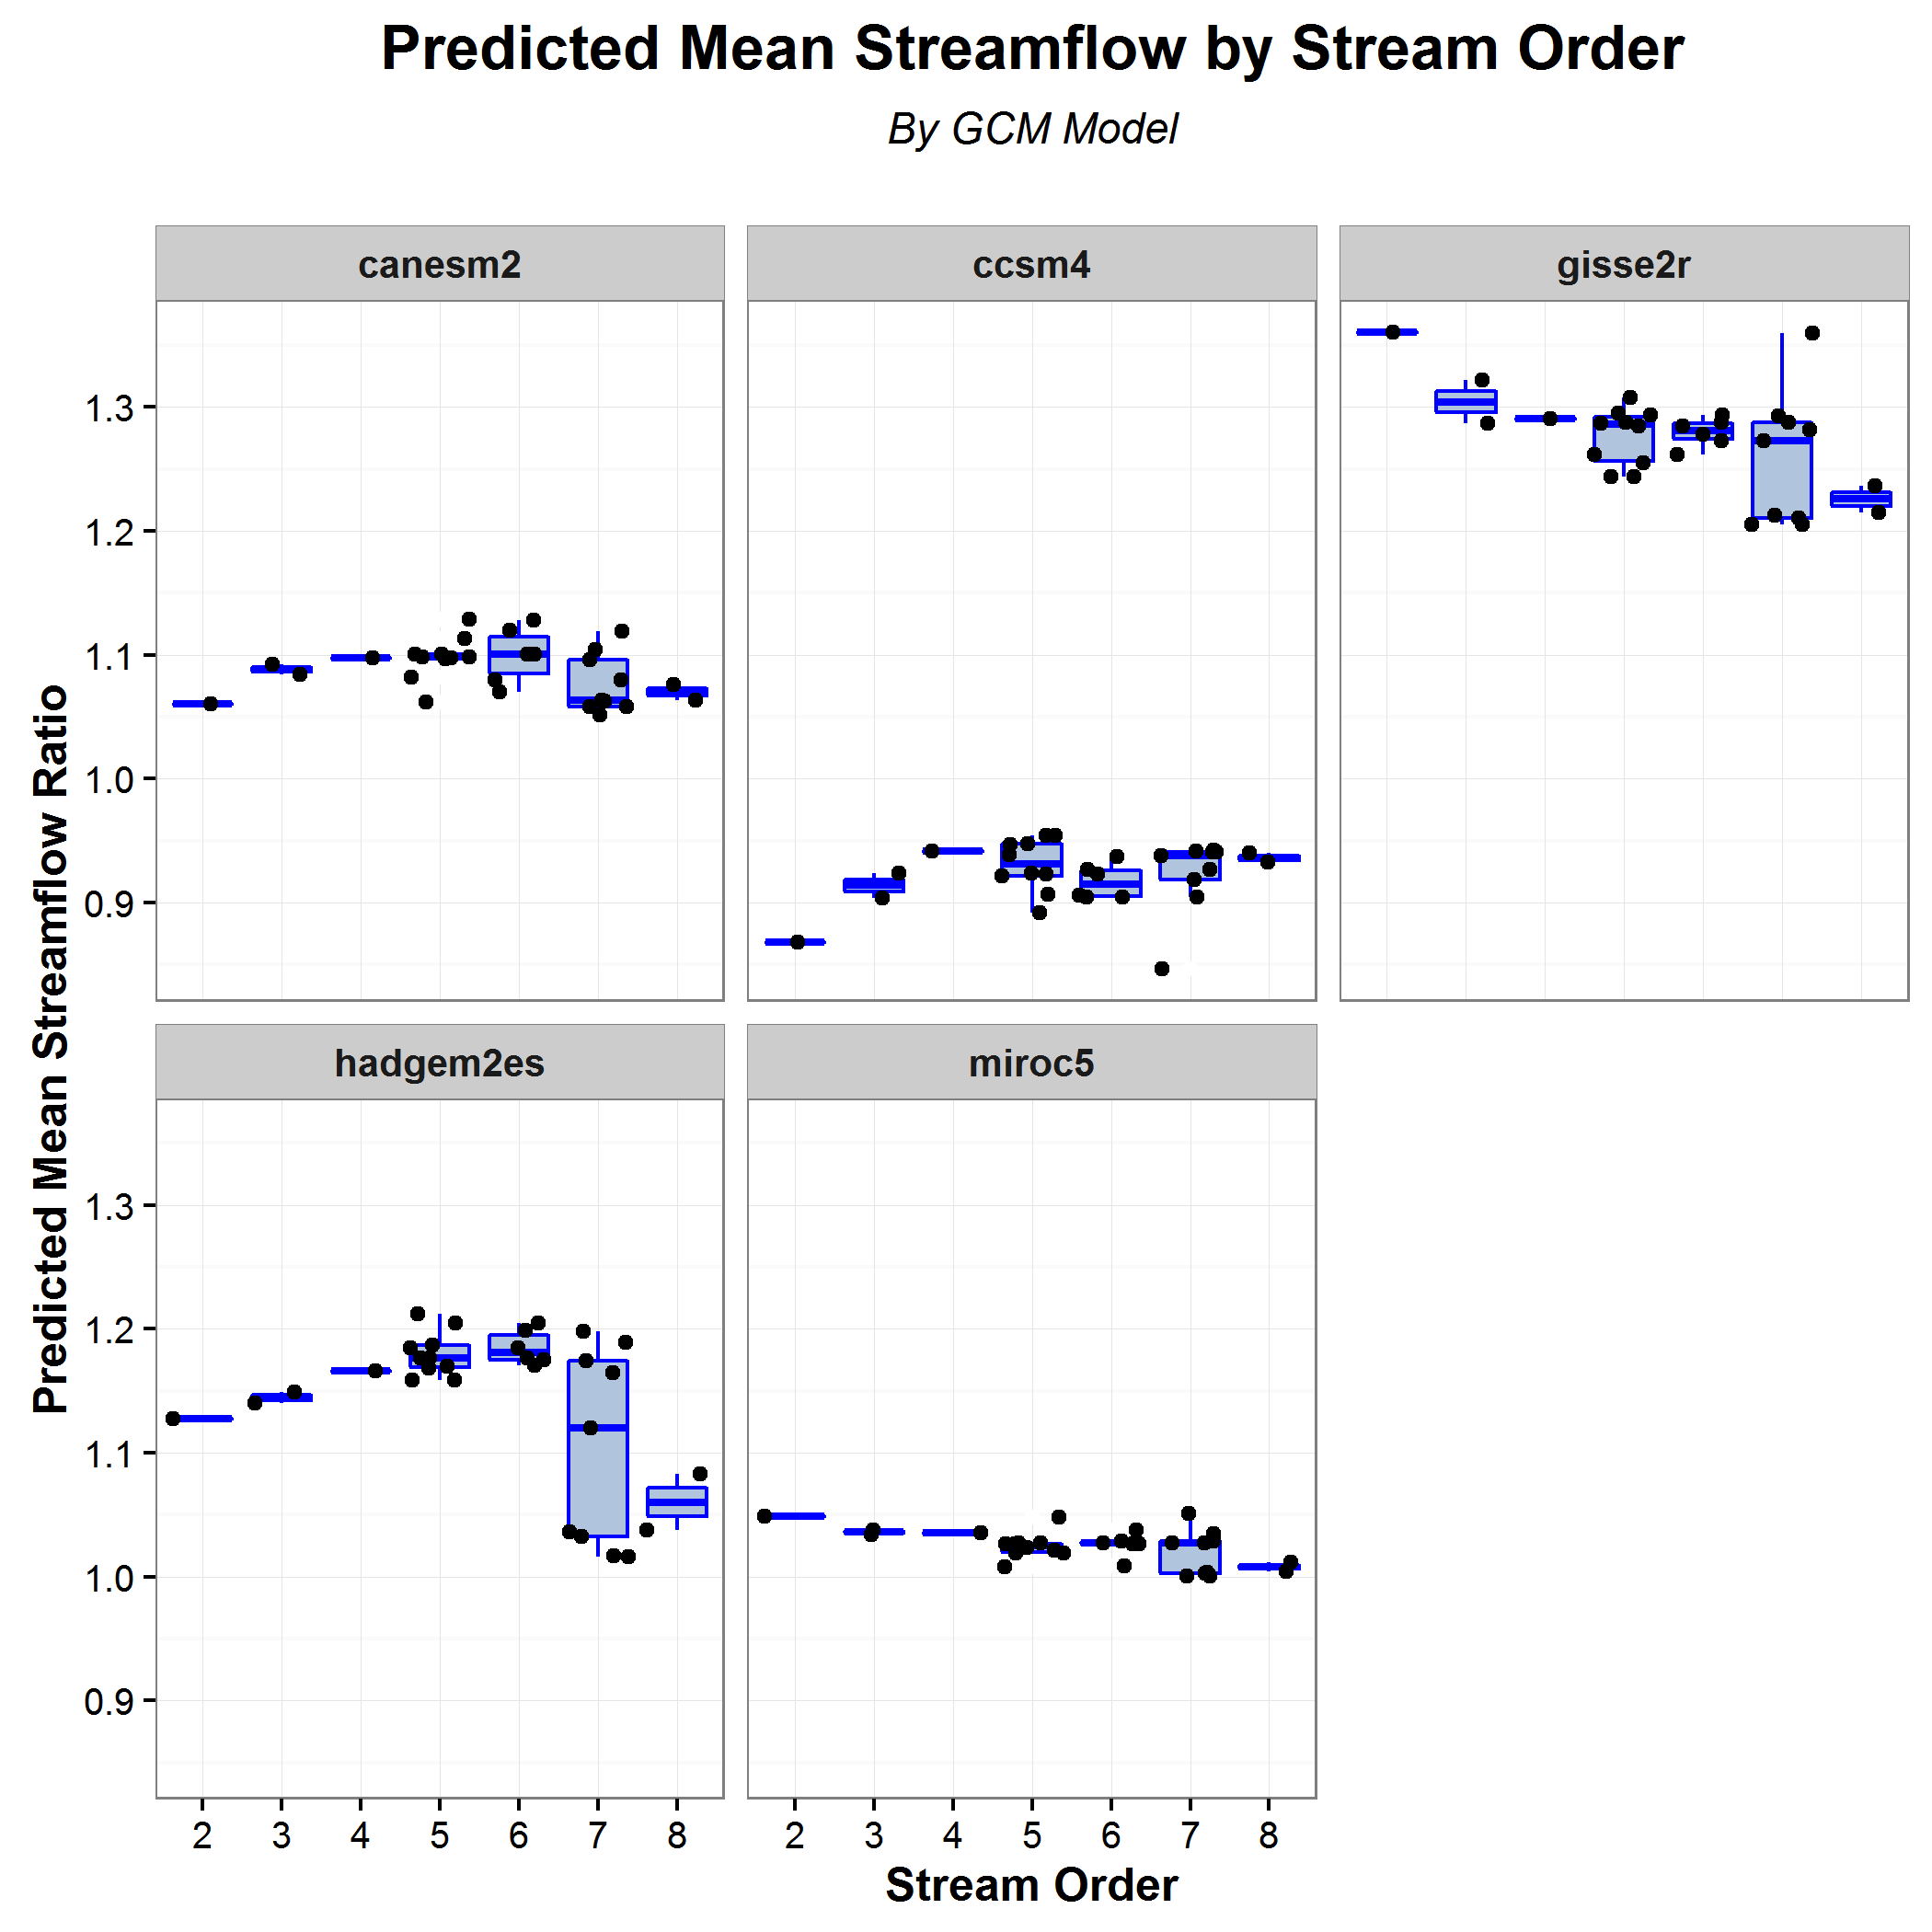 Predicted Mean Streamflow by Stream Order
By GCM Model
canesm2
ccsm4
gisse2r
1.3
1.2
1.1
1.0
0.9
Predicted Mean Streamflow Ratio
hadgem2es
miroc5
1.3
1.2
1.1
1.0
0.9
2 3 4 5 6 7 8
2 3 4 5 6 7 8
Stream Order